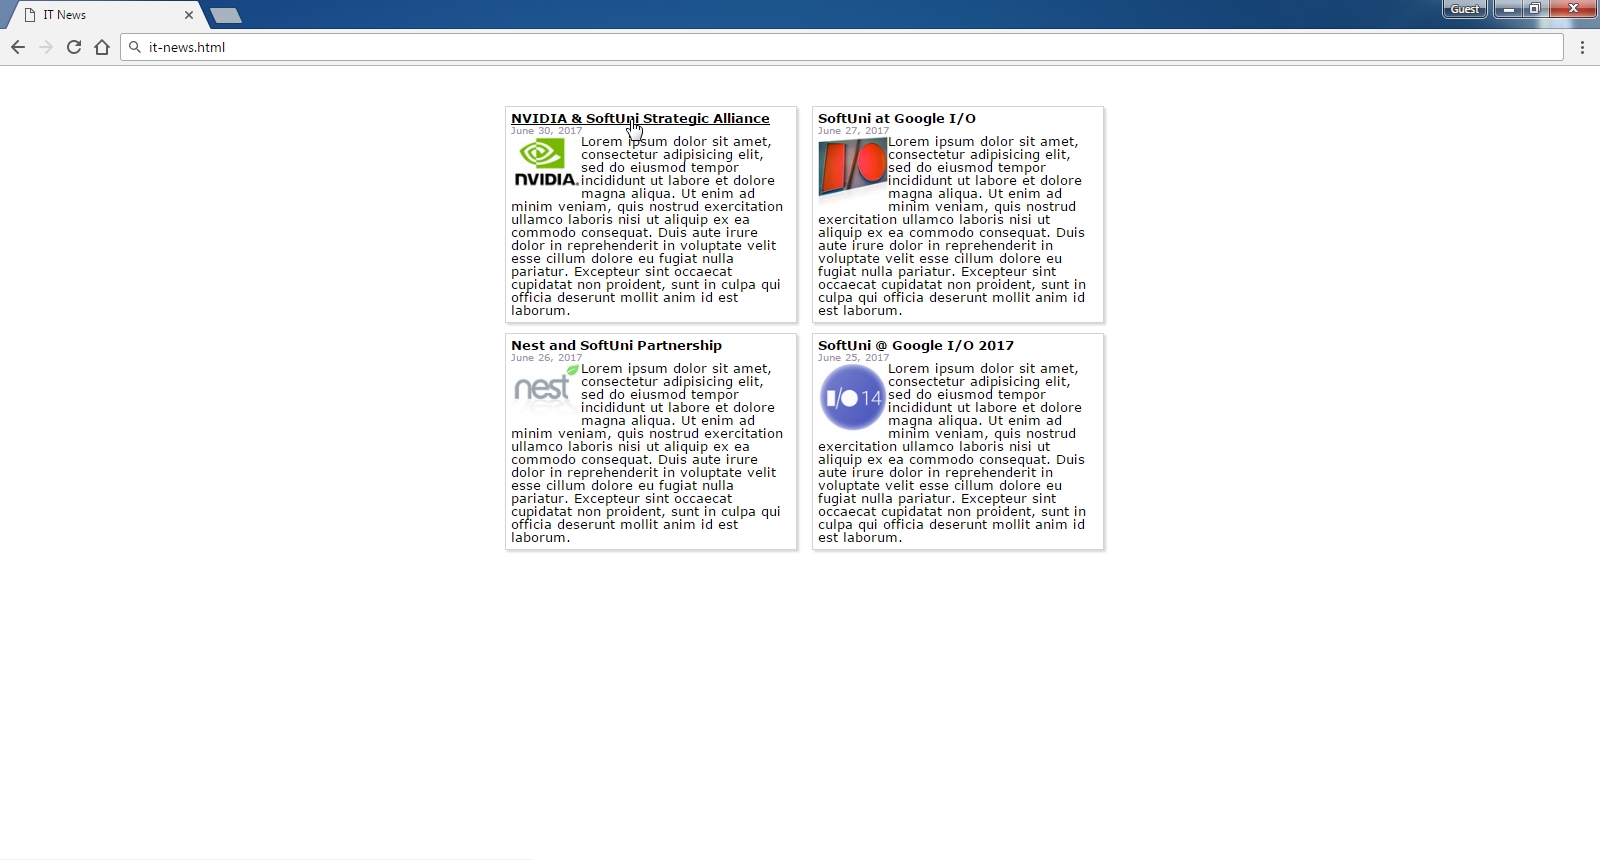 IT News
Guest
it-news.html
NVIDIA & SoftUni Strategic Alliance
June 30, 2017
NVIDIA.
Lorem ipsum dolor sit amet,
consectetur adipisicing elit,
sed do eiusmod tempor
incididunt ut labore et dolore
magna aliqua. Ut enim ad
minim veniam, quis nostrud exercitation
ullamco laboris nisi ut aliquip ex ea
commodo consequat. Duis aute irure
dolor in reprehenderit in voluptate velit
esse cillum dolore eu fugiat nulla
pariatur. Excepteur sint occaecat
cupidatat non proident, sunt in culpa qui
officia deserunt mollit anim id est
laborum.
SoftUni at Google I/O
June 27, 2017
I/O
Lorem ipsum dolor sit amet,
consectetur adipisicing elit,
sed do eiusmod tempor
incididunt ut labore et dolore
magna aliqua. Ut enim ad
minim veniam, quis nostrud
exercitation ullamco laboris nisi ut
aliquip ex ea commodo consequat. Duis
aute irure dolor in reprehenderit in
voluptate velit esse cillum dolore eu
fugiat nulla pariatur. Excepteur sint
occaecat cupidatat non proident, sunt in
culpa qui officia deserunt mollit anim id
est laborum.
Nest and SoftUni Partnership
June 26, 2017
nest
Lorem ipsum dolor sit amet,
consectetur adipisicing elit,
sed do eiusmod tempor
incididunt ut labore et dolore
magna aliqua. Ut enim ad
minim veniam, quis nostrud exercitation
ullamco laboris nisi ut aliquip ex ea
commodo consequat. Duis aute irure
dolor in reprehenderit in voluptate velit
esse cillum dolore eu fugiat nulla
pariatur. Excepteur sint occaecat
cupidatat non proident, sunt in culpa qui
officia deserunt mollit anim id est
laborum.
SoftUni @ Google I/O 2017
June 25, 2017
I/O 14
Lorem ipsum dolor sit amet,
consectetur adipisicing elit,
sed do eiusmod tempor
incididunt ut labore et dolore
magna aliqua. Ut enim ad
minim veniam, quis nostrud
exercitation ullamco laboris nisi ut
aliquip ex ea commodo consequat. Duis
aute irure dolor in reprehenderit in
voluptate velit esse cillum dolore eu
fugiat nulla pariatur. Excepteur sint
occaecat cupidatat non proident, sunt in
culpa qui officia deserunt mollit anim id
est laborum.